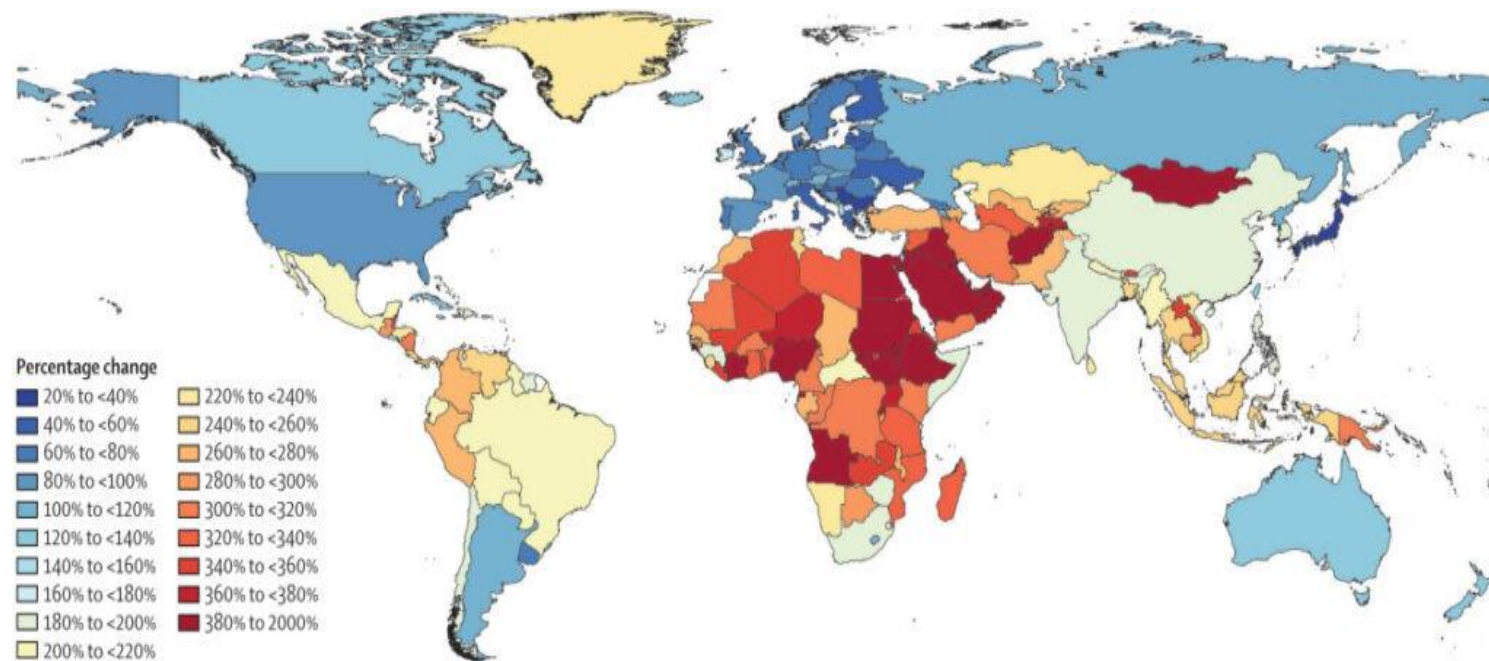 Percentage change
20% to <40%
40% to <60%
60% to <80%
80% to <100%
100% to <120%
120% to <140%
140% to <160%
160% to <180%
180% to <200%
200% to <220%
220% to <240%
240% to <260%
260% to <280%
280% to <300%
300% to <320%
320% to <340%
340% to <360%
360% to <380%
380% to 2000%